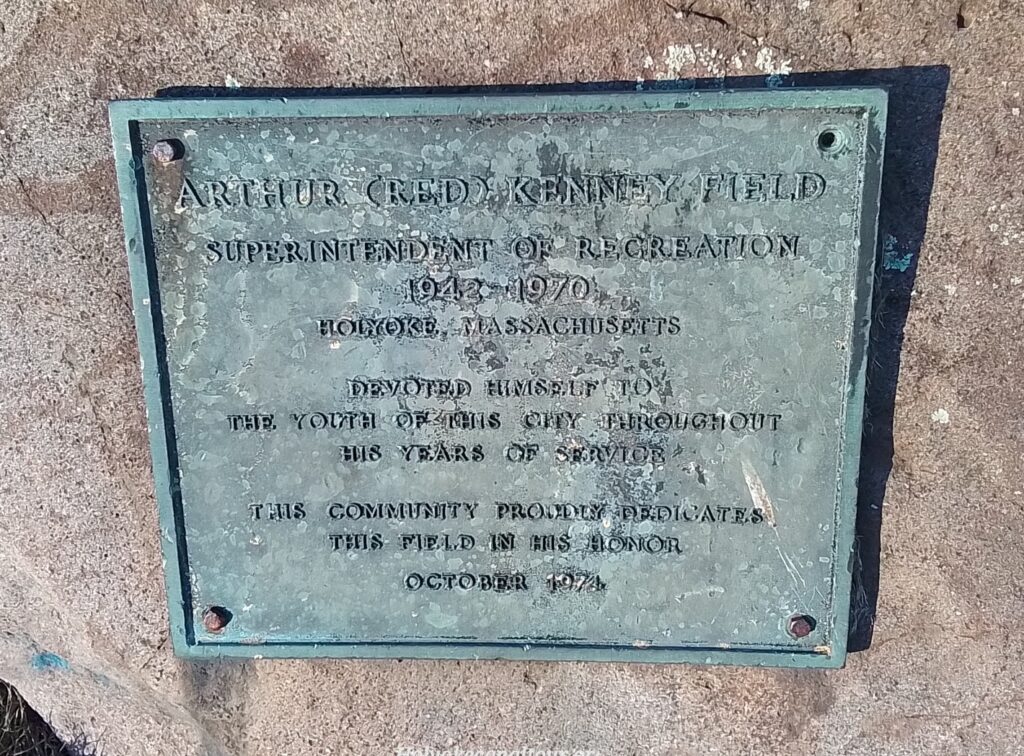 ARTHUR (RED) KENNEY FIELD
SUPERINTENDENT OF RECREATION
1942-1970
HOLYOKE, MASSACHUSETTS
DEVOTED HIMSELF TO
THE YOUTH OF THIS CITY THROUGHOUT
HIS YEARS OF SERVICE
THIS COMMUNITY PROUDLY DEDICATES
THIS FIELD IN HIS HONOR
OCTOBER 1974